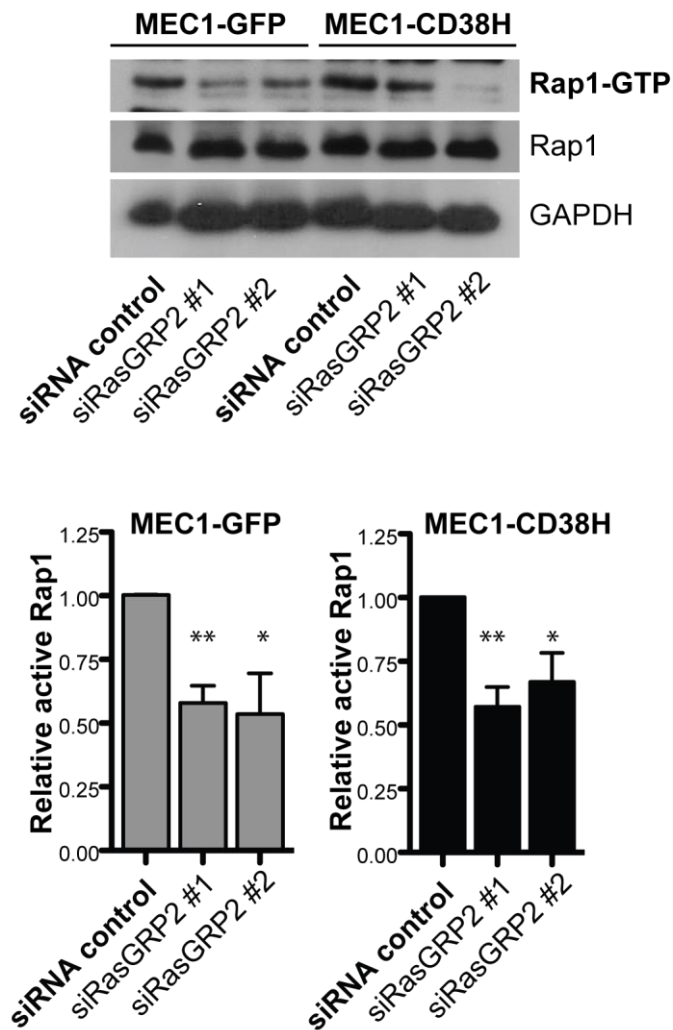 MEC1-GFP MEC1-CD38H
Rap1-GTP
Rap1
GAPDH
siRNA control
siRasGRP2 #1
siRasGRP2 #2
siRNA control
siRasGRP2 #1
siRasGRP2 #2
MEC1-GFP
Relative active Rap1
1.25
1.00
0.75
0.50
0.25
0.00
**
*
siRNA control
siRasGRP2 #1
siRasGRP2 #2
MEC1-CD38H
Relative active Rap1
1.25
1.00
0.75
0.50
0.25
0.00
**
*
siRNA control
siRasGRP2 #1
siRasGRP2 #2